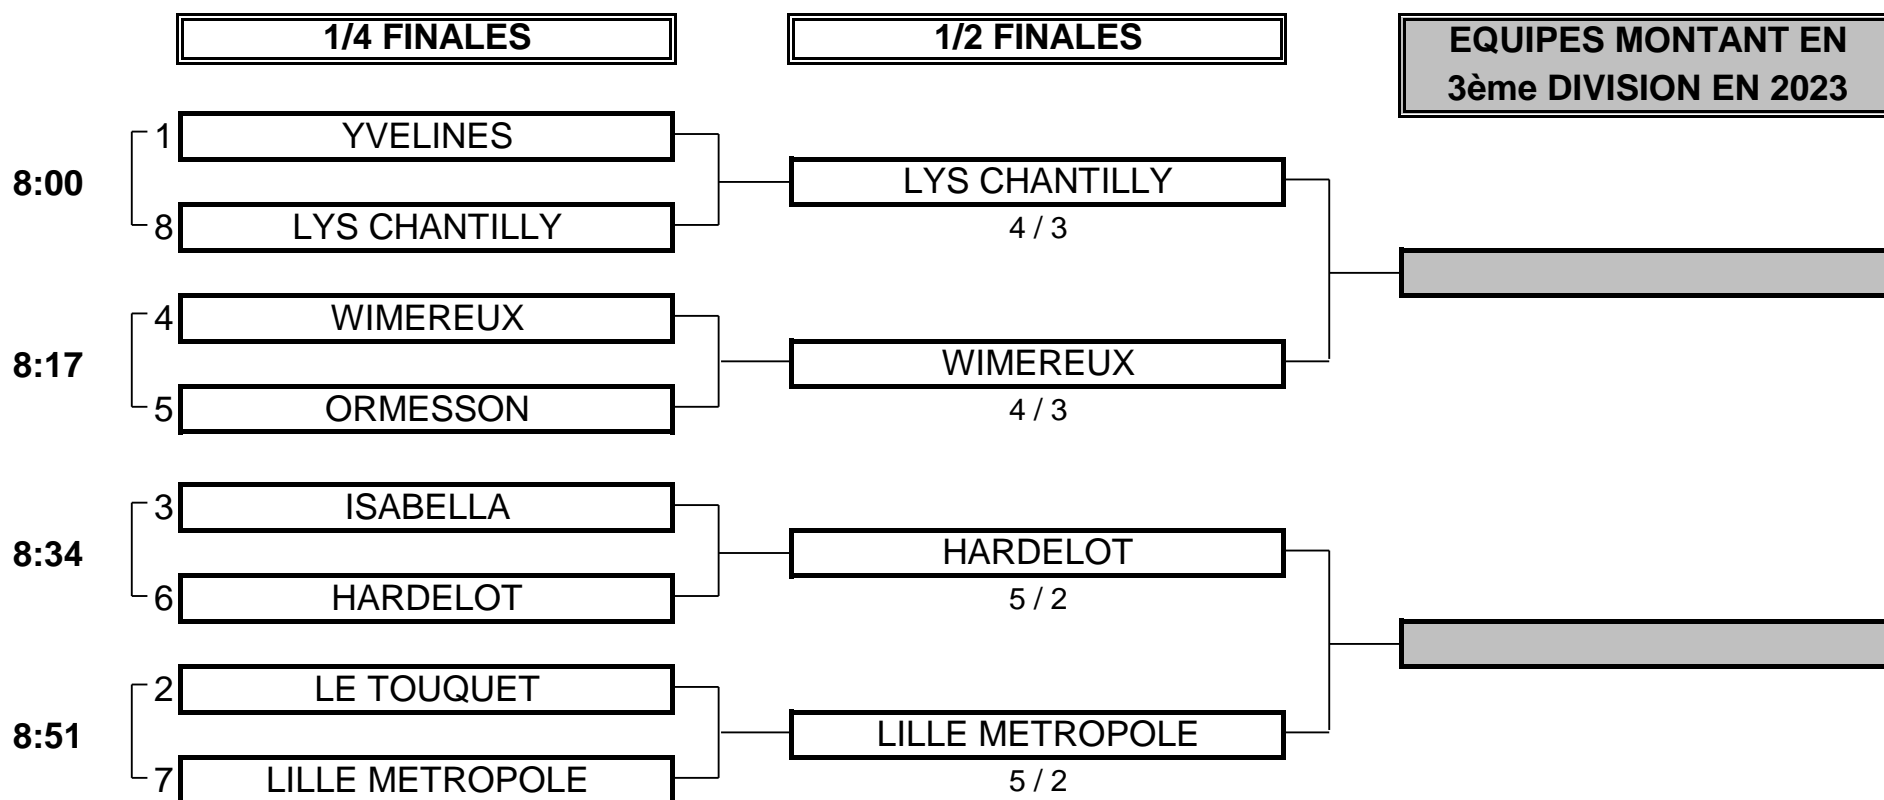 1/4 FINALES
1/2 FINALES
EQUIPES MONTANT EN
3ème DIVISION EN 2023
8:00
1 YVELINES
8 LYS CHANTILLY
LYS CHANTILLY
4 / 3
8:17
4 WIMEREUX
5 ORMESSON
WIMEREUX
4 / 3
8:34
3 ISABELLA
6 HARDELOT
HARDELOT
5 / 2
8:51
2 LE TOUQUET
7 LILLE METROPOLE
LILLE METROPOLE
5 / 2